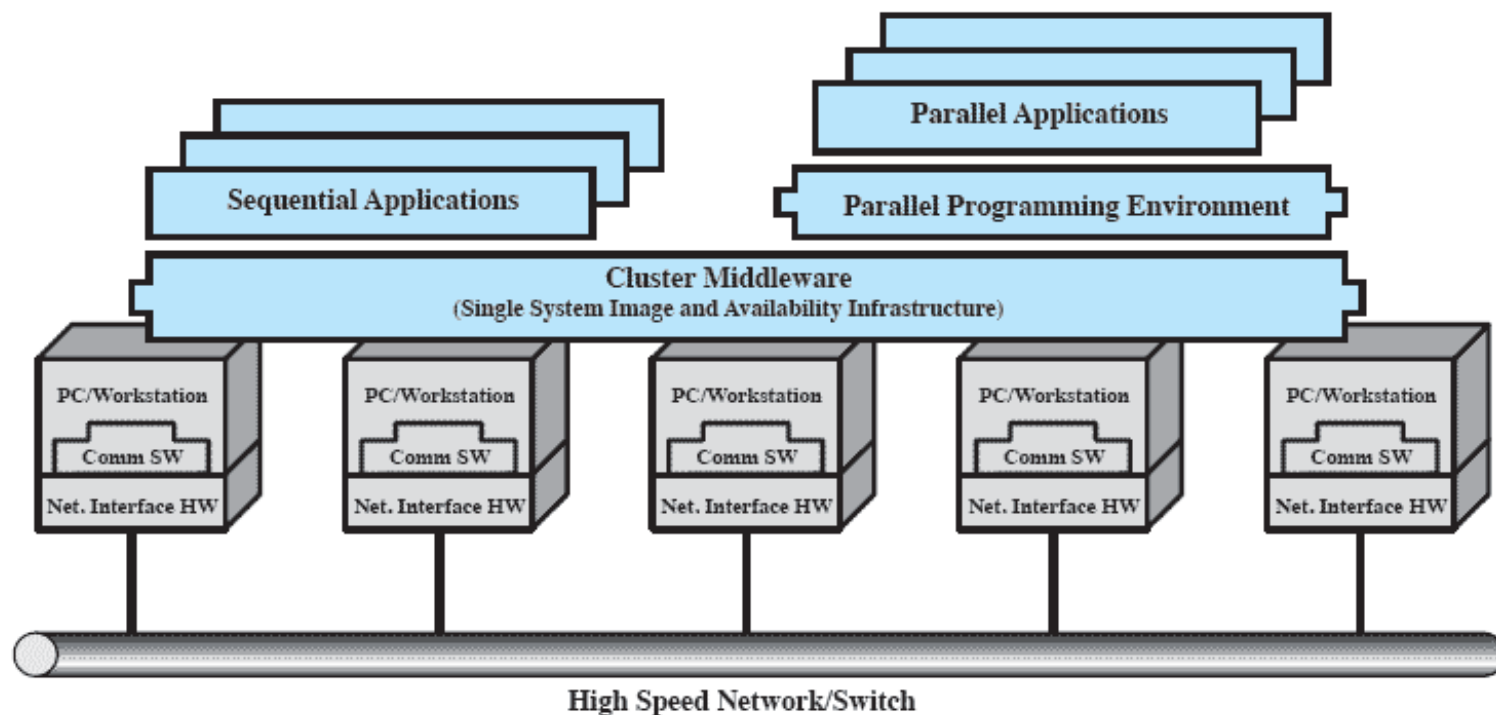 Parallel Applications
Sequential Applications
Parallel Programming Environment
Cluster Middleware
(Single System Image and Availability Infrastructure)
PC/Workstation
Comm SW
Net. Interface HW
PC/Workstation
Comm SW
Net. Interface HW
PC/Workstation
Comm SW
Net. Interface HW
PC/Workstation
Comm SW
Net. Interface HW
PC/Workstation
Comm SW
Net. Interface HW
High Speed Network/Switch